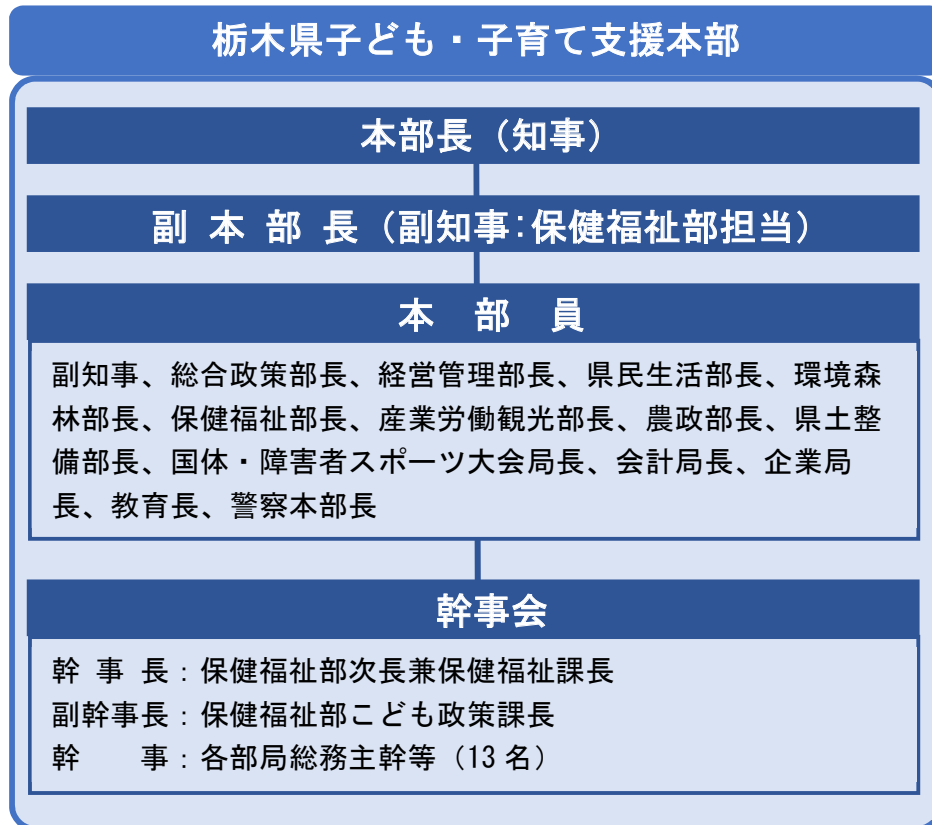 栃木県子ども・子育て支援本部
本部長（知事）
副 本 部 長（副知事：保健福祉部担当）
本 部 員
副知事、総合政策部長、経営管理部長、県民生活部長、環境森
林部長、保健福祉部長、産業労働観光部長、農政部長、県土整
備部長、国体・障害者スポーツ大会局長、会計局長、企業局
長、教育長、警察本部長
幹事会
幹 事 長：保健福祉部次長兼保健福祉課長
副幹事長：保健福祉部こども政策課長
幹　　事：各部局総務主幹等（13 名）